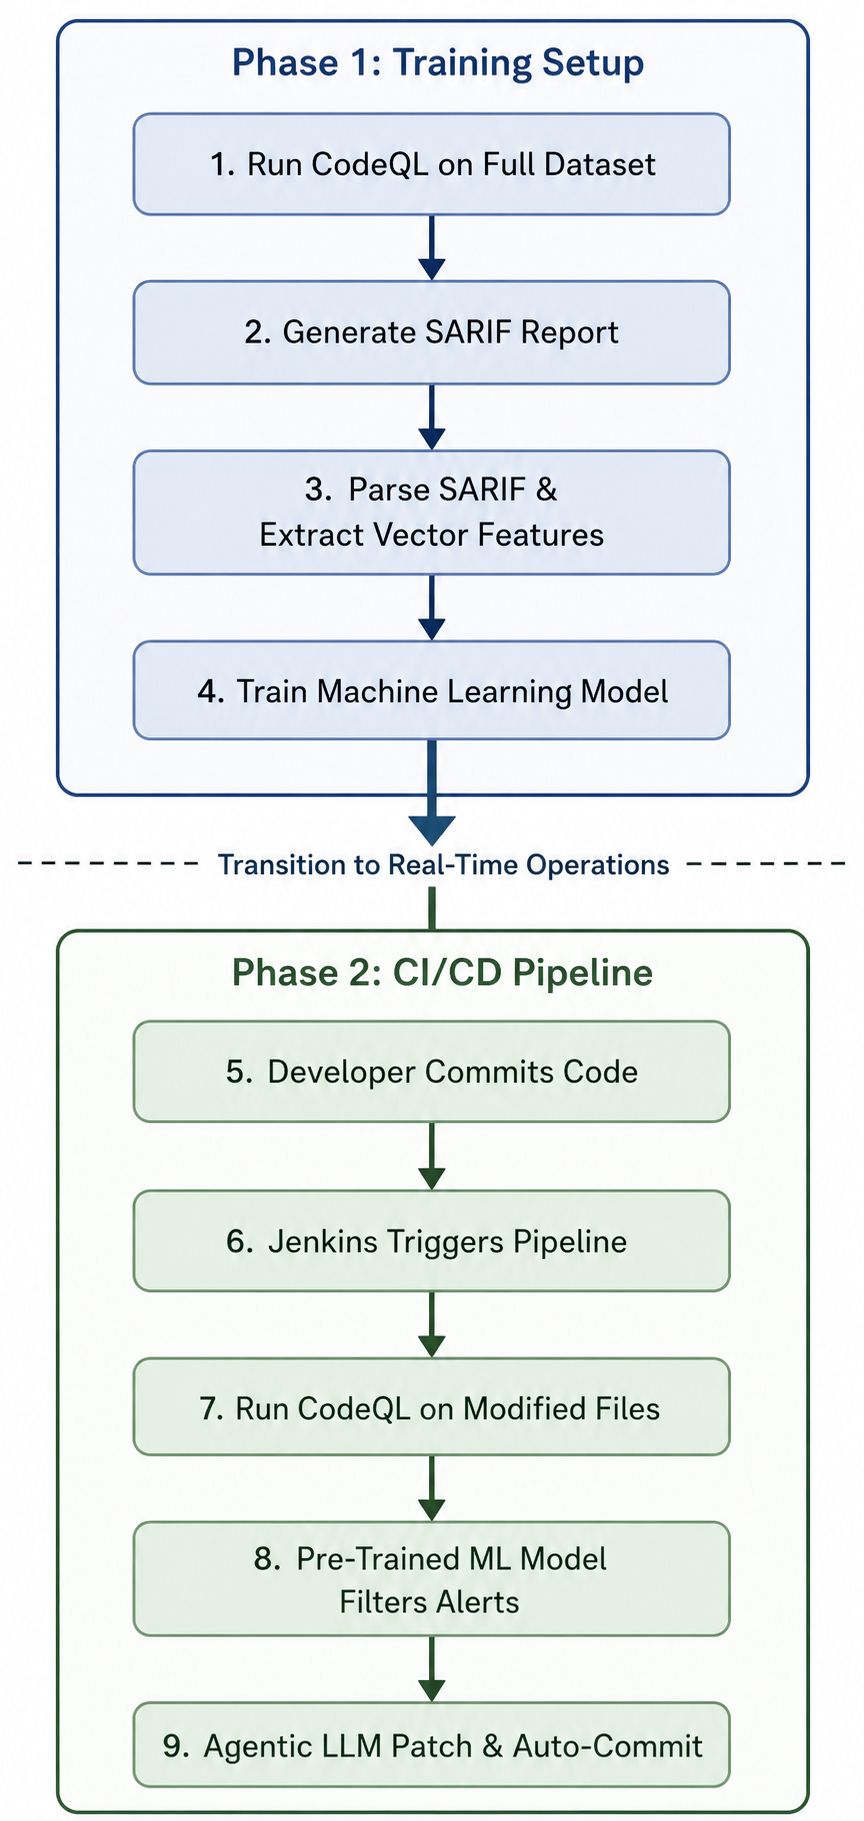 Phase 1: Training Setup
1. Run CodeQL on Full Dataset
2. Generate SARIF Report
3. Parse SARIF &
Extract Vector Features
4. Train Machine Learning Model
Transition to Real-Time Operations
Phase 2: CI/CD Pipeline
5. Developer Commits Code
6. Jenkins Triggers Pipeline
7. Run CodeQL on Modified Files
8. Pre-Trained ML Model
Filters Alerts
9. Agentic LLM Patch & Auto-Commit